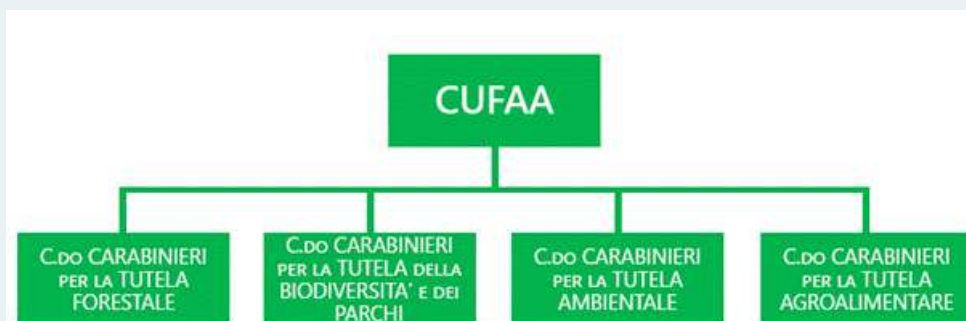 CUFAA
C.DO CARABINIERI
PER LA TUTELA
FORESTALE
C.DO CARABINIERI
PER LA TUTELA DELLA
BIODIVERSITA' E DEI
PARCHI
C.DO CARABINIERI
PER LA TUTELA
AMBIENTALE
C.DO CARABINIERI
PER LA TUTELA
AGROALIMENTARE